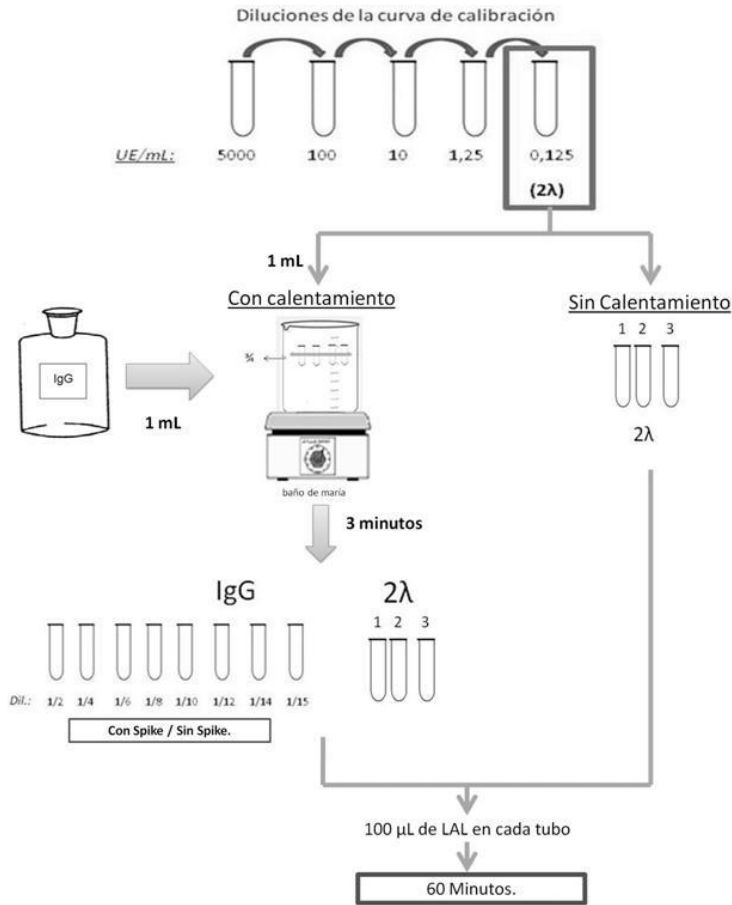 Diluciones de la curva de calibración
UE/mL: 5000 100 10 1,25 0,125
(2λ)
1 mL
Con calentamiento
Sin Calentamiento
1 2 3
¾
IgG
1 mL
2λ
baño de maría
3 minutos
IgG
2λ
1 2 3
Dil.: 1/2 1/4 1/6 1/8 1/10 1/12 1/14 1/15
Con Spike / Sin Spike.
100 µL de LAL en cada tubo
60 Minutos.